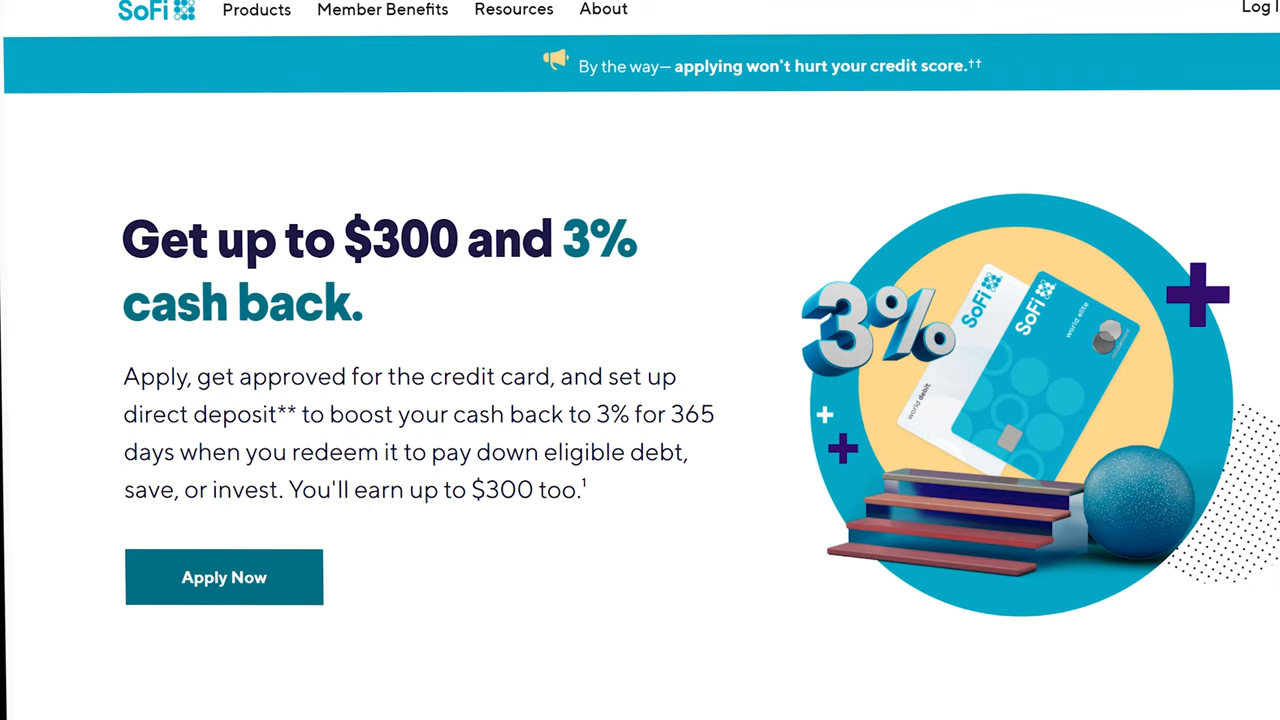 SoFi
Products
Member Benefits
Resources
About
Log I
By the way— applying won't hurt your credit score.††
Get up to $300 and 3%
cash back.
Apply, get approved for the credit card, and set up
direct deposit** to boost your cash back to 3% for 365
days when you redeem it to pay down eligible debt,
save, or invest. You'll earn up to $300 too.¹
Apply Now
3%
SoFi
world debit
SoFi
world elite